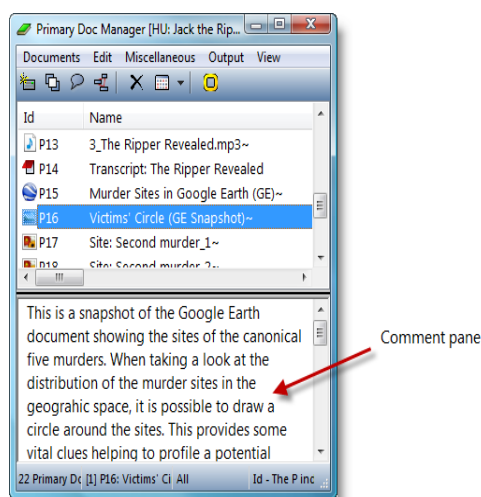 Primary Doc Manager [HU: Jack the Rip...
Documents Edit Miscellaneous Output View
Id Name
P13 3_The Ripper Revealed.mp3~
P14 Transcript: The Ripper Revealed
P15 Murder Sites in Google Earth (GE)~
P16 Victims' Circle (GE Snapshot)~
P17 Site: Second murder_1~
P18 Site: Second murder 2~
This is a snapshot of the Google Earth
document showing the sites of the canonical
five murders. When taking a look at the
distribution of the murder sites in the
geograhic space, it is possible to draw a
circle around the sites. This provides some
vital clues helping to profile a potential
Comment pane
22 Primary Dc [1] P16: Victims' Ci All Id - The P inc